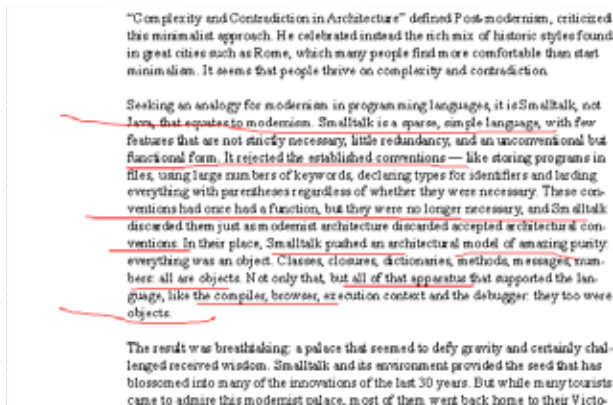 "Complexity and Contradiction in Architecture" defined Post-modernism, criticized
this minimalist approach. He celebrated instead the rich mix of historic styles found
in great cities such as Rome, which many people find more comfortable than start
minimalism. It seems that people thrive on complexity and contradiction.
Seeking an analogy for modernism in programming languages, it is Smalltalk, not
Java, that equates to modernism. Smalltalk is a sparse, simple language, with few
features that are not strictly necessary, little redundancy, and an unconventional but
functional form. It rejected the established conventions — like storing programs in
files, using large numbers of keywords, declaring types for identifiers and larding
everything with parentheses regardless of whether they were necessary. These con-
ventions had once had a function, but they were no longer necessary, and Smalltalk
discarded them just as modernist architecture discarded accepted architectural con-
ventions. In their place, Smalltalk pushed an architectural model of amazing purity:
everything was an object. Classes, closures, dictionaries, methods, messages, num-
bers: all are objects. Not only that, but all of that apparatus that supported the lan-
guage, like the compiler, browser, execution context and the debugger: they too were
objects.
The result was breathtaking: a palace that seemed to defy gravity and certainly chal-
lenged received wisdom. Smalltalk and its environment provided the seed that has
blossomed into many of the innovations of the last 30 years. But while many tourists
came to admire this modernist palace, most of them went back home to their Victo-